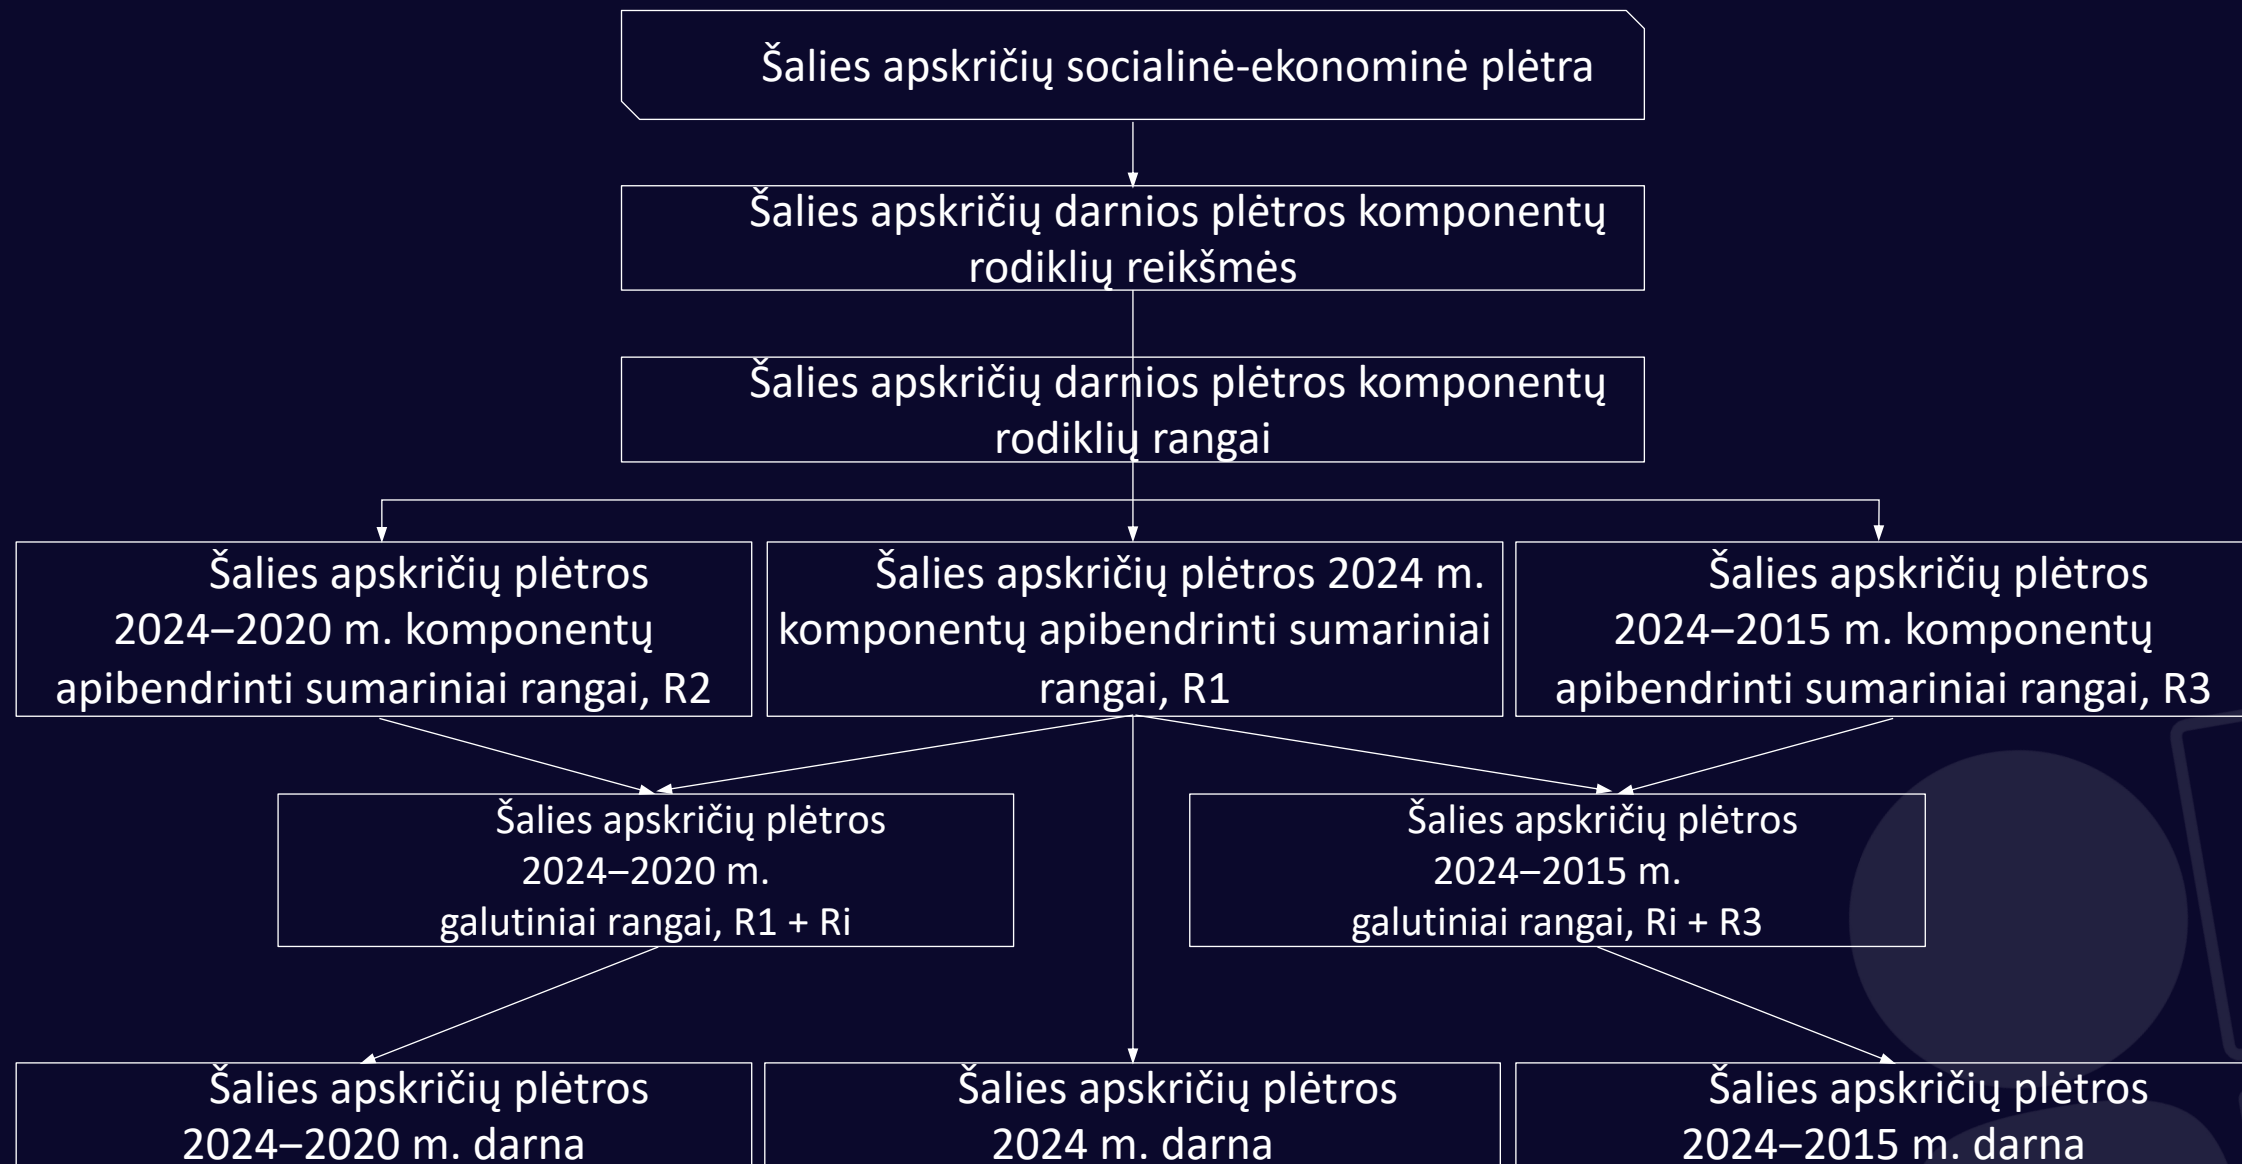 Šalies apskričių socialinė-ekonominė plėtra
Šalies apskričių darnios plėtros komponentų
rodiklių reikšmės
Šalies apskričių darnios plėtros komponentų
rodiklių rangai
Šalies apskričių plėtros
2024–2020 m. komponentų
apibendrinti sumariniai rangai, R2
Šalies apskričių plėtros 2024 m.
komponentų apibendrinti sumariniai
rangai, R1
Šalies apskričių plėtros
2024–2015 m. komponentų
apibendrinti sumariniai rangai, R3
Šalies apskričių plėtros
2024–2020 m.
galutiniai rangai, R1 + Ri
Šalies apskričių plėtros
2024–2015 m.
galutiniai rangai, Ri + R3
Šalies apskričių plėtros
2024–2020 m. darna
Šalies apskričių plėtros
2024 m. darna
Šalies apskričių plėtros
2024–2015 m. darna